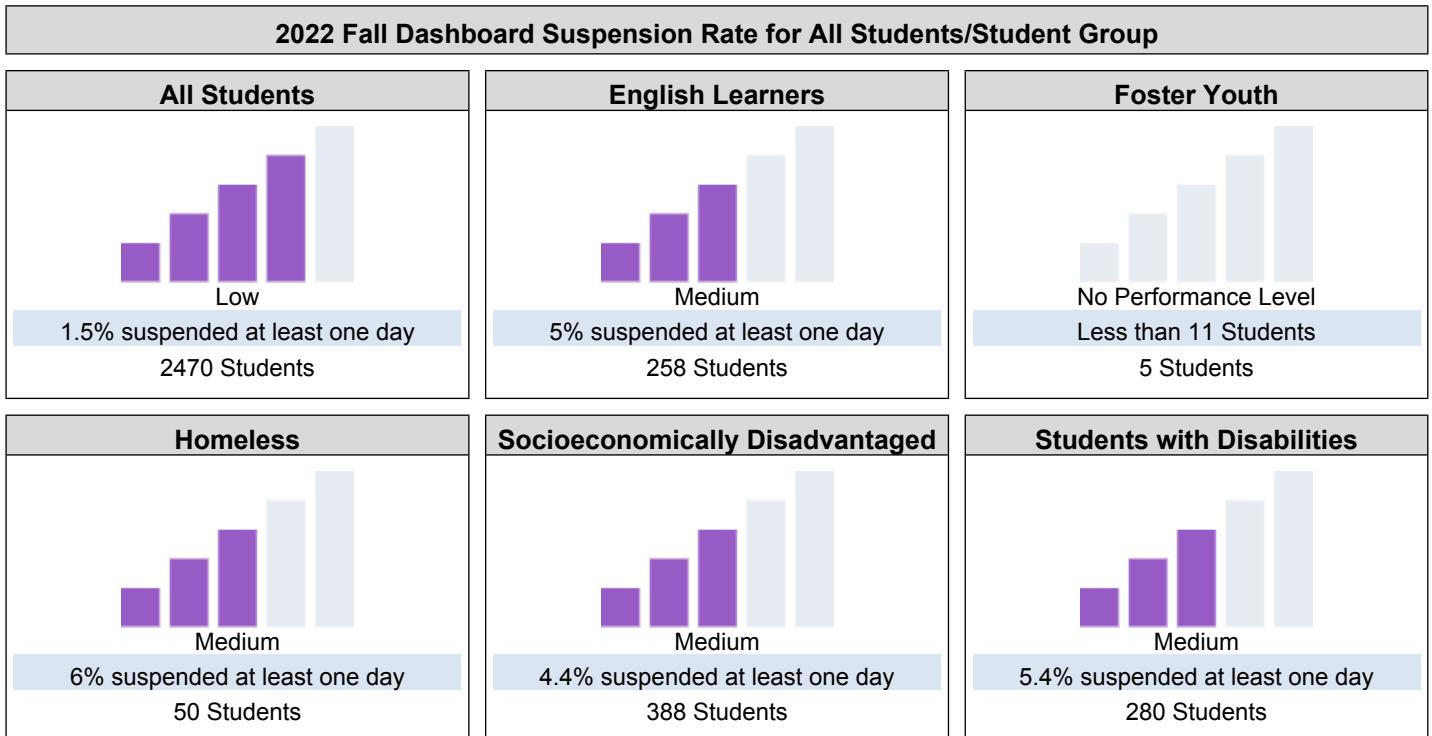 2022 Fall Dashboard Suspension Rate for All Students/Student Group
All Students
Low
1.5% suspended at least one day
2470 Students
English Learners
Medium
5% suspended at least one day
258 Students
Foster Youth
No Performance Level
Less than 11 Students
5 Students
Homeless
Medium
6% suspended at least one day
50 Students
Socioeconomically Disadvantaged
Medium
4.4% suspended at least one day
388 Students
Students with Disabilities
Medium
5.4% suspended at least one day
280 Students